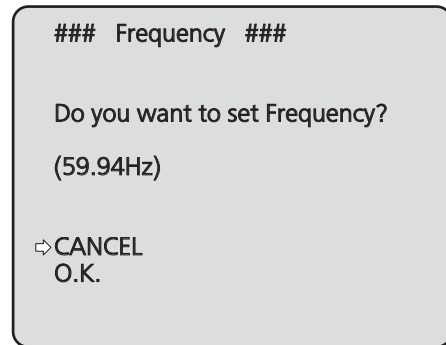 ### Frequency ###
Do you want to set Frequency?
(59.94Hz)
⇨CANCEL
O.K.